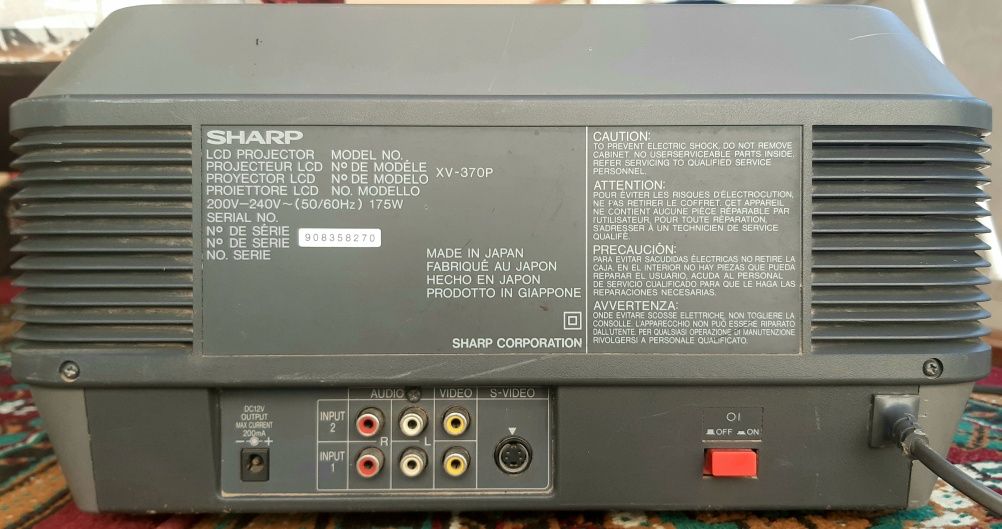 SHARP
LCD PROJECTOR MODEL NO.
PROJECTEUR LCD Nº DE MODÈLE
PROYECTOR LCD Nº DE MODELO
PROIETTORE LCD NO. MODELLO
XV-370P
200V–240V~(50/60Hz) 175W
SERIAL NO.
Nº DE SÉRIE
Nº DE SERIE
NO. SERIE
908358270
MADE IN JAPAN
FABRIQUÉ AU JAPON
HECHO EN JAPON
PRODOTTO IN GIAPPONE
SHARP CORPORATION
CAUTION:
TO PREVENT ELECTRIC SHOCK, DO NOT REMOVE
CABINET. NO USERSERVICEABLE PARTS INSIDE.
REFER SERVICING TO QUALIFIED SERVICE
PERSONNEL.
ATTENTION:
POUR ÉVITER LES RISQUES D'ÉLECTROCUTION,
NE PAS RETIRER LE COFFRET. CET APPAREIL
NE CONTIENT AUCUNE PIÈCE RÉPARABLE PAR
l'UTILISATEUR, POUR TOUTE RÉPARATION,
S'ADRESSER À UN TECHNICIEN DE SERVICE
QUALIFÉ.
PRECAUCIÓN:
PARA EVITAR SACUDIDAS ÉLECTRICAS NO RETIRE LA
CAJA. EN EL INTERIOR NO HAY PIEZAS QUE PUEDA
REPARAR EL USUARIO, ACUDA AL PERSONAL
DE SERVICIO CUALIFICADO PARA QUE LE HAGA LAS
REPARACIONES NECESARIAS.
AVVERTENZA:
ONDE EVITARE SCOSSE ELETTRICHE, NON TOGLIERE LA
CONSOLLE. L'APPARECCHIO NON PUÒ ESSERE RIPARATO
DALLUTENTE. PER QUALSIASI OPERAZIONE DI MANUTENZIONE
RIVOLGERSI A PERSONALE QUALIFICATO.
DC12V
OUTPUT
MAX CURRENT
200mA
AUDIO VIDEO S-VIDEO
INPUT
2
R L
INPUT
1
OFF ON